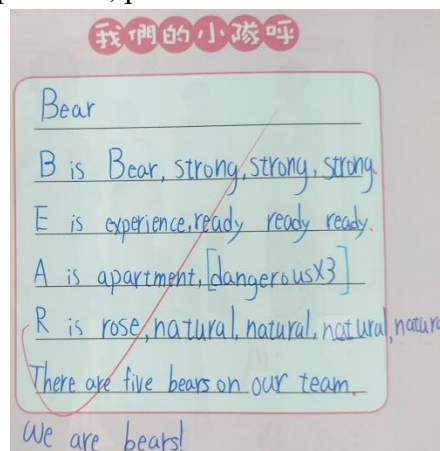 我們的小隊呼
Bear
B is Bear, strong, strong, strong.
E is experience, ready ready ready.
A is apartment, [dangerousX3]
R is rose, natural, natural, natural, natura
There are five bears on our team.
We are bears!